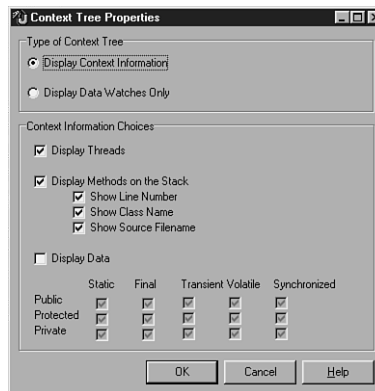 Context Tree Properties
Type of Context Tree
Display Context Information
Display Data Watches Only
Context Information Choices
Display Threads
Display Methods on the Stack
Show Line Number
Show Class Name
Show Source Filename
Display Data
Static Final Transient Volatile Synchronized
Public
Protected
Private
OK Cancel Help